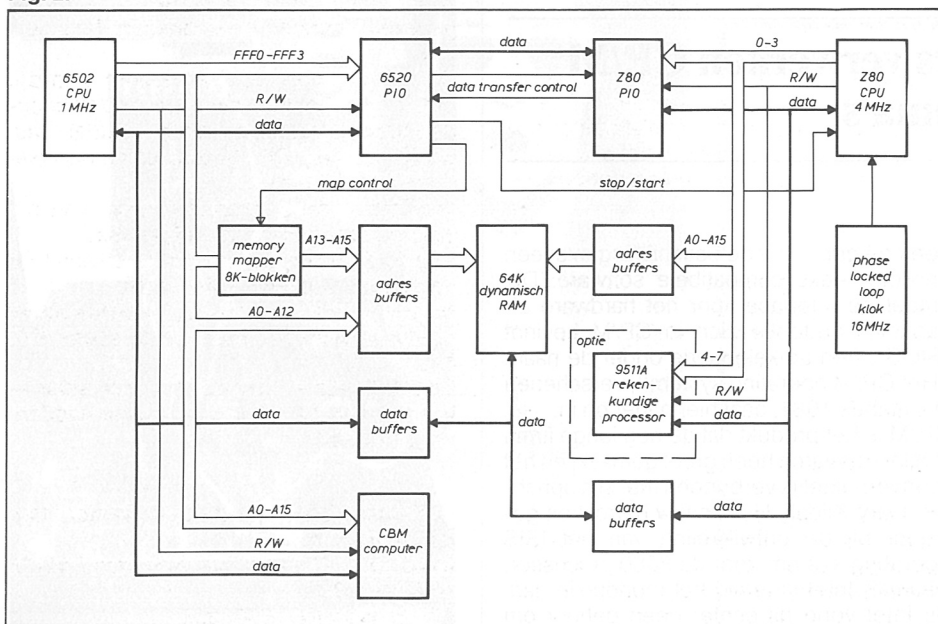 6502
CPU
1 MHz
FFF0-FFF3
R/W
data
6520
PIO
data
data transfer control
Z80
PIO
0-3
R/W
data
Z80
CPU
4 MHz
map control
stop/start
memory
mapper
8K-blokken
A13-A15
A0-A12
adres
buffers
64K
dynamisch
RAM
A0-A15
adres
buffers
phase
locked
loop
klok
16 MHz
optie
9511A
reken-
kundige
processor
4-7
R/W
data
data
data
buffers
data
data
buffers
data
A0-A15
R/W
data
CBM
computer